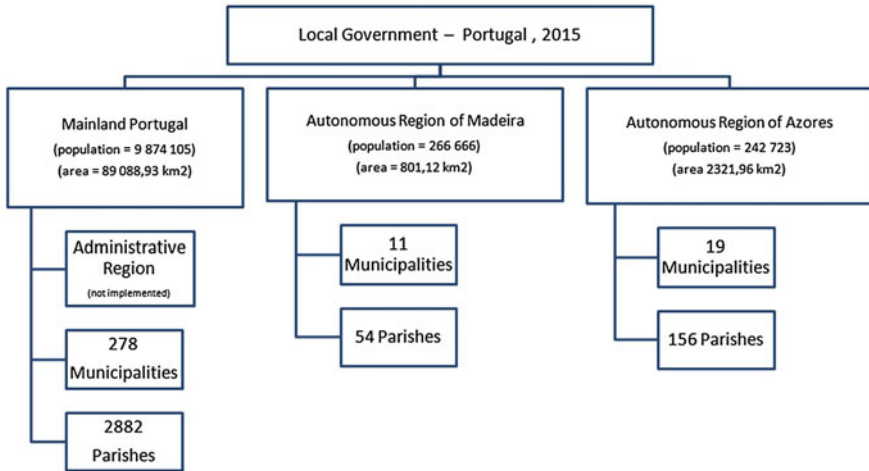 Local Government – Portugal , 2015
Mainland Portugal
(population = 9 874 105)
(area = 89 088,93 km2)
Administrative
Region
(not implemented)
278
Municipalities
2882
Parishes
Autonomous Region of Madeira
(population = 266 666)
(area = 801,12 km2)
11
Municipalities
54 Parishes
Autonomous Region of Azores
(population = 242 723)
(area 2321,96 km2)
19
Municipalities
156 Parishes